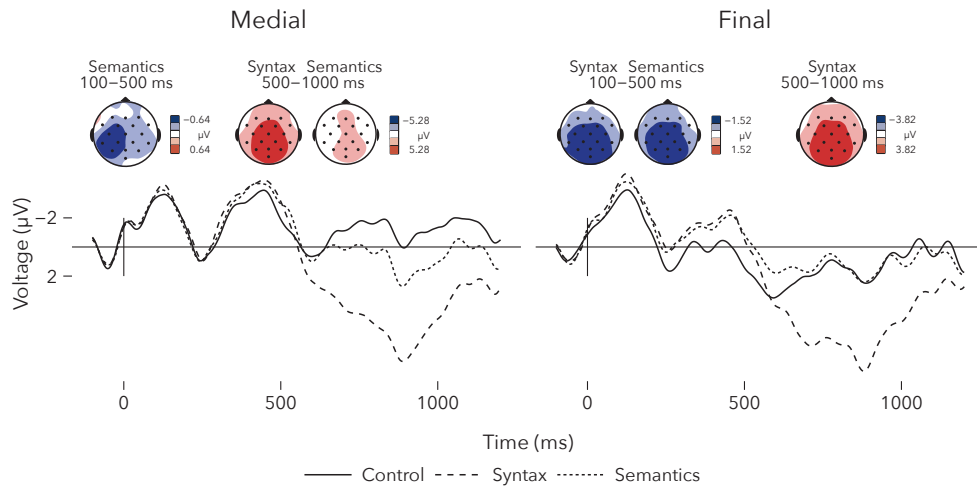 Medial Final
Semantics Syntax Semantics Syntax Semantics Syntax
100–500 ms 500–1000 ms 100–500 ms 500–1000 ms
−0.64 −5.28 −1.52 −3.82
µV µV µV µV
0.64 5.28 1.52 3.82
Voltage (µV)
−2
2
0 500 1000 0 500 1000
Time (ms)
Control Syntax Semantics